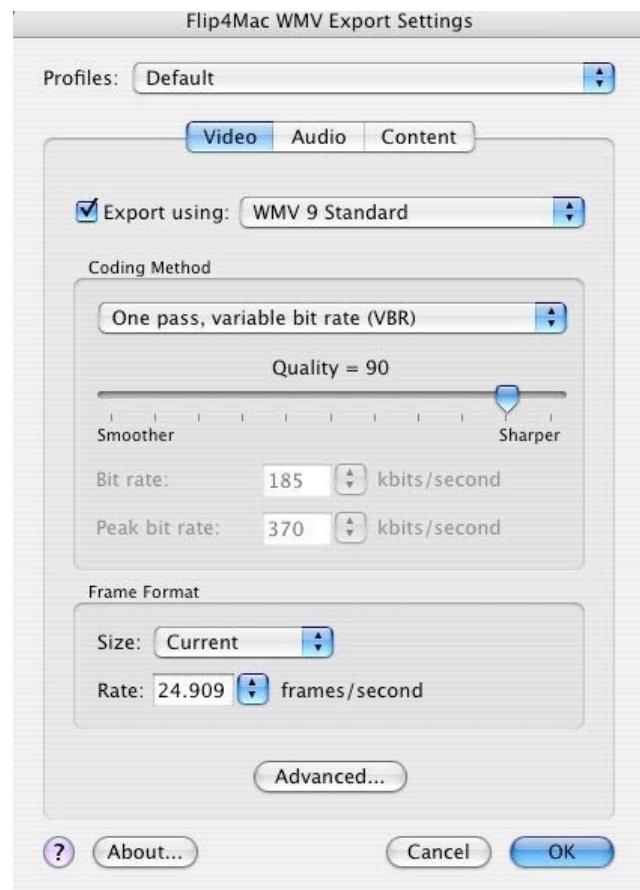 Flip4Mac WMV Export Settings
Profiles: Default
Video Audio Content
Export using: WMV 9 Standard
Coding Method
One pass, variable bit rate (VBR)
Quality = 90
Smoother Sharper
Bit rate: 185 kbits/second
Peak bit rate: 370 kbits/second
Frame Format
Size: Current
Rate: 24.909 frames/second
Advanced...
? About... Cancel OK